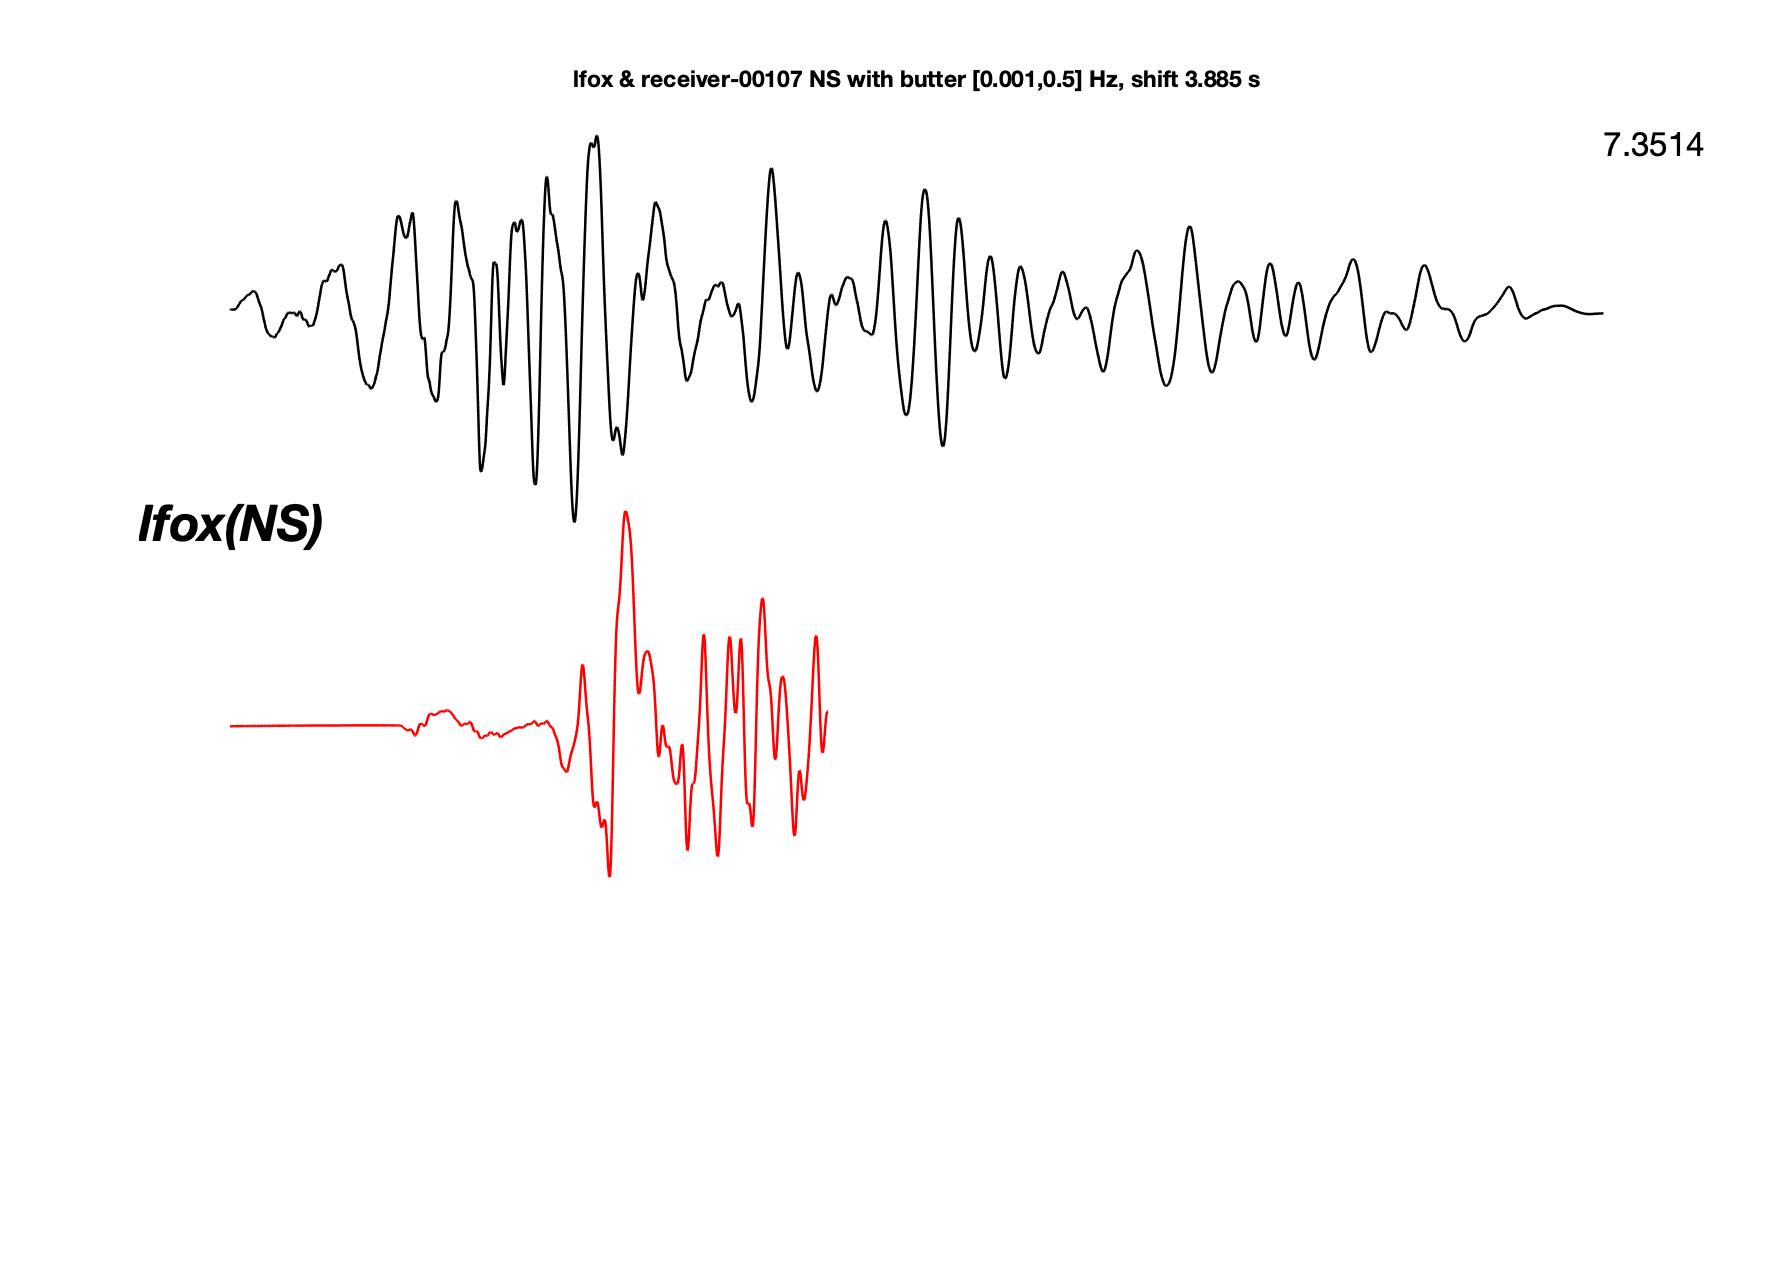 lfox & receiver-00107 NS with butter [0.001,0.5] Hz, shift 3.885 s
7.3514
lfox(NS)